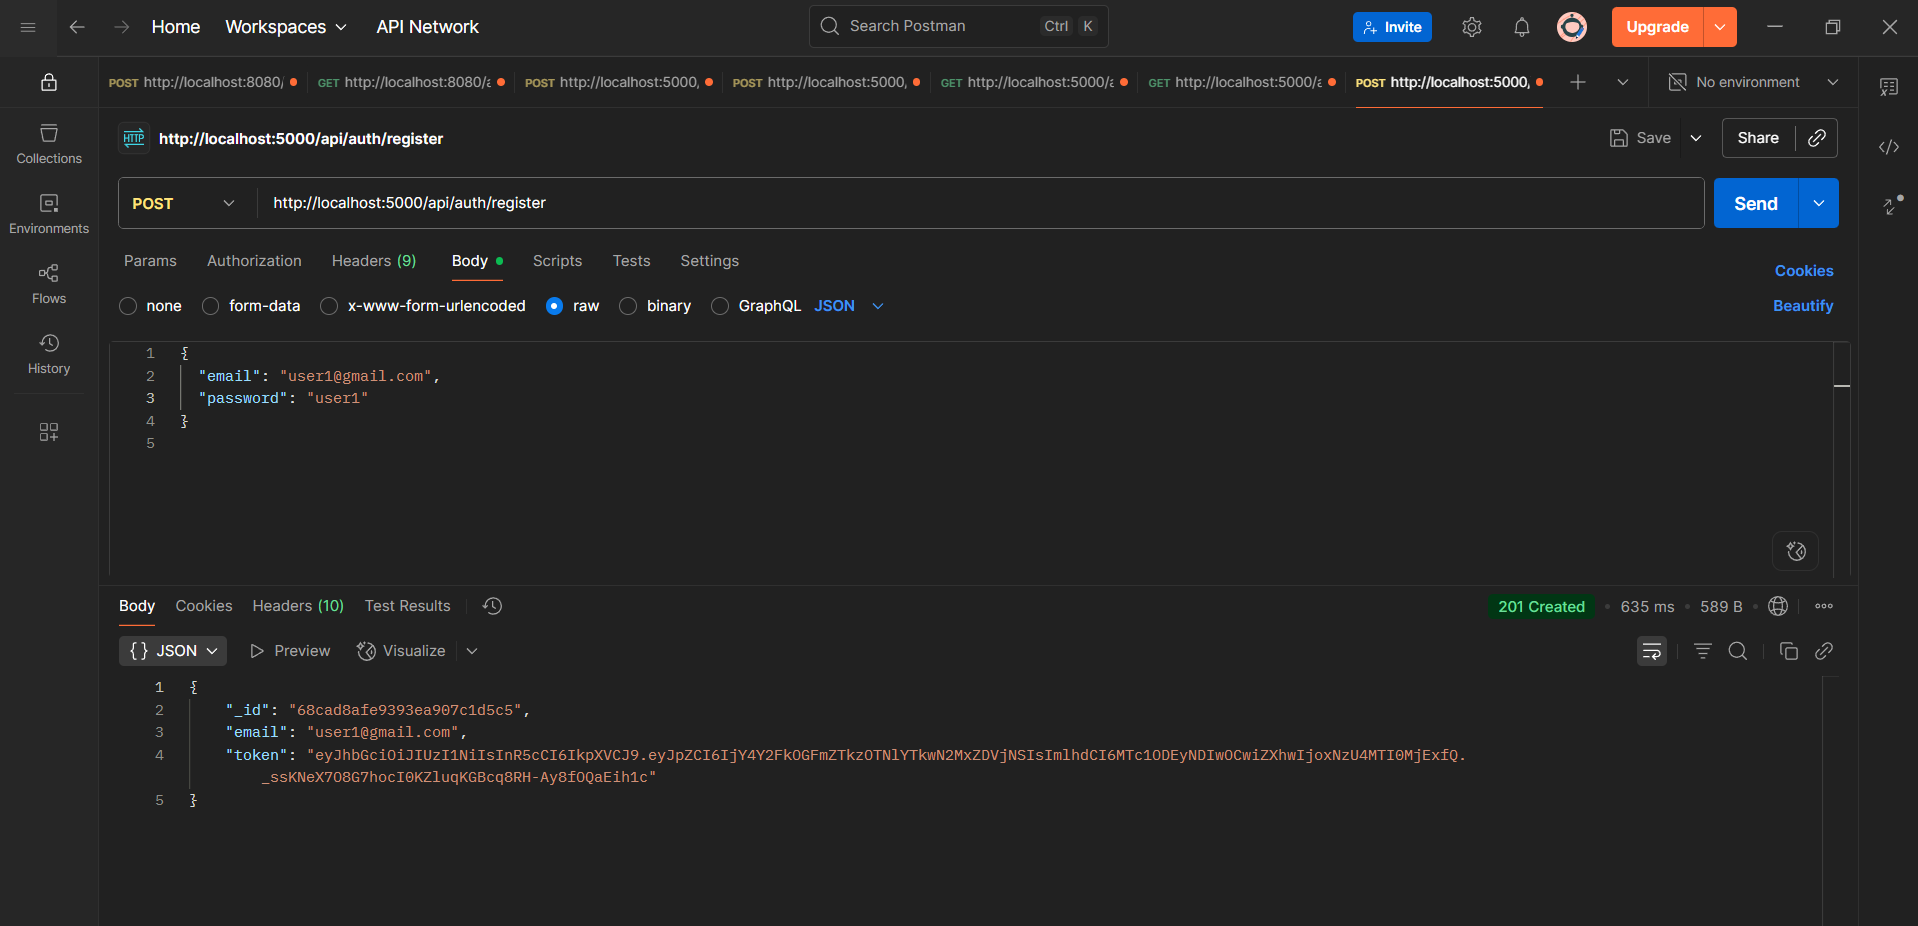 Home Workspaces API Network Search Postman Ctrl K Invite Upgrade
POST http://localhost:8080/ GET http://localhost:8080/a POST http://localhost:5000, POST http://localhost:5000, GET http://localhost:5000/a GET http://localhost:5000/a POST http://localhost:5000, No environment
HTTP http://localhost:5000/api/auth/register Save Share
Collections
POST http://localhost:5000/api/auth/register Send
Environments
Params Authorization Headers (9) Body Scripts Tests Settings Cookies
Flows
none form-data x-www-form-urlencoded raw binary GraphQL JSON Beautify
History
1 {
2 "email": "user1@gmail.com",
3 "password": "user1"
4 }
5
Body Cookies Headers (10) Test Results 201 Created • 635 ms • 589 B •
{} JSON Preview Visualize
1 {
2 "_id": "68cad8afe9393ea907c1d5c5",
3 "email": "user1@gmail.com",
4 "token": "eyJhbGciOiJIUzI1NiIsInR5cCI6IkpXVCJ9.eyJpZCI6IjY4Y2FkOGFmZTkzOTNlYTkwN2MxZDVjNSIsImlhdCI6MTc1ODEyNDIwOCwiZXhwIjoxNzU4MTI0MjExfQ.
_ssKNeX7O8G7hocI0KZluqKGBcq8RH-Ay8fOQaEih1c"
5 }